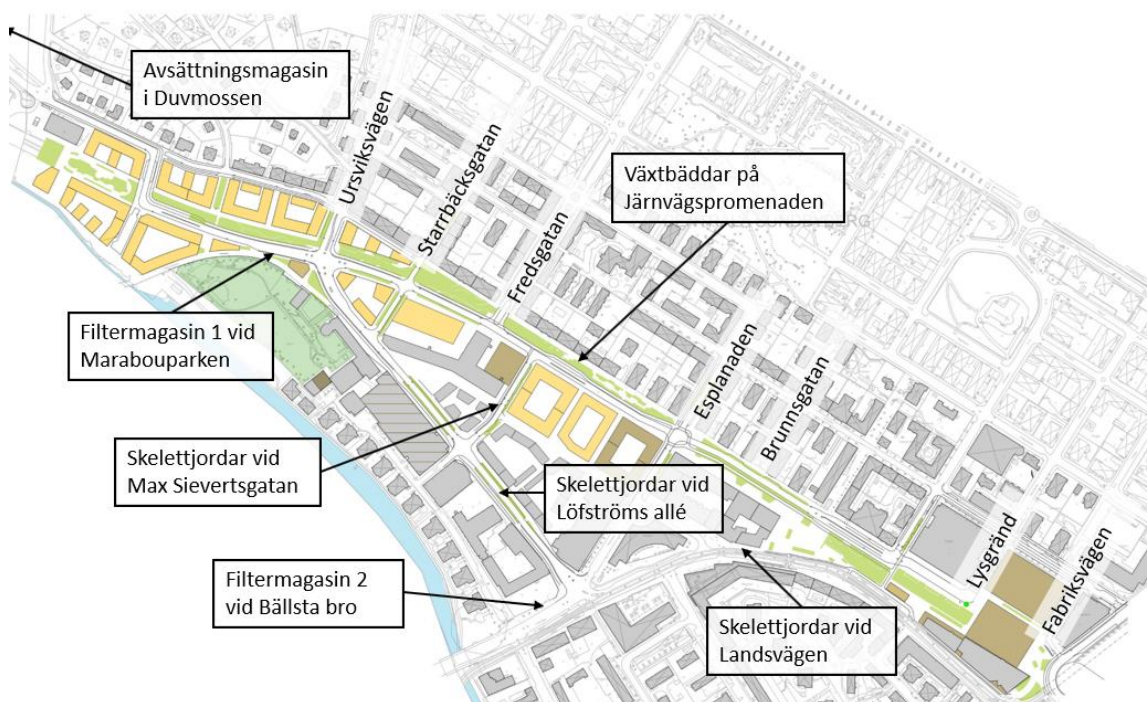 Avsättningsmagasin
i Duvmossen
Ursviksvägen
Starrbäcksgatan
Fredsgatan
Växtbäddar på
Järnvägspromenaden
Filtermagasin 1 vid
Marabouparken
Esplanaden
Brunnsgatan
Skelettjordar vid
Max Sievertsgatan
Skelettjordar vid
Löfströms allé
Lysgränd
Fabriksvägen
Filtermagasin 2
vid Bällsta bro
Skelettjordar vid
Landsvägen